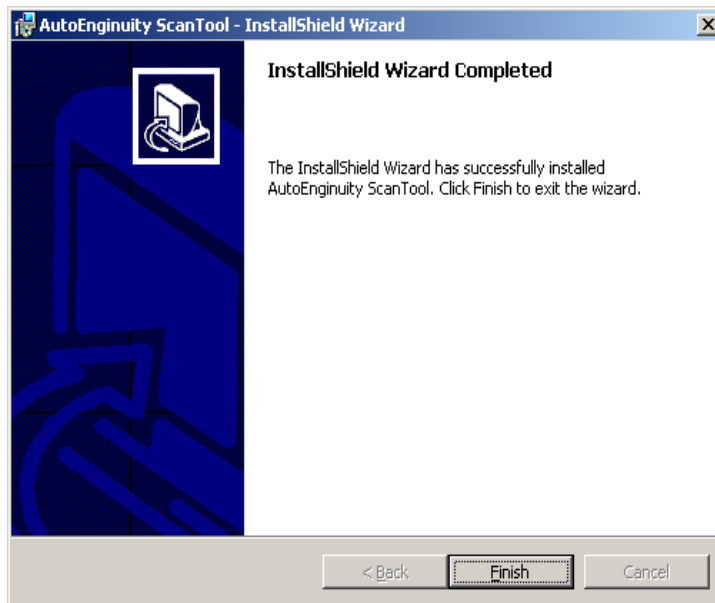 AutoEnginuity ScanTool - InstallShield Wizard
InstallShield Wizard Completed
The InstallShield Wizard has successfully installed
AutoEnginuity ScanTool. Click Finish to exit the wizard.
< Back
Finish
Cancel